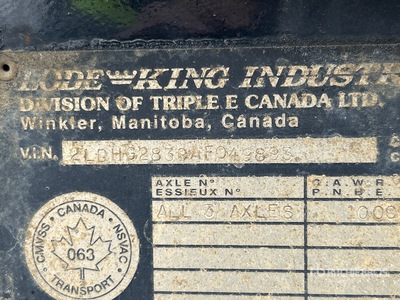 LODE KING INDUSTR
DIVISION OF TRIPLE E CANADA LTD.
Winkler, Manitoba, Canada
V.I.N.
AXLE Nº G.A.W.R
ESSIEUX Nº P.N.B.E.
ALL 3 AXLES 100
CANADA
CMVSS NSVAC
063
TRANSPORT